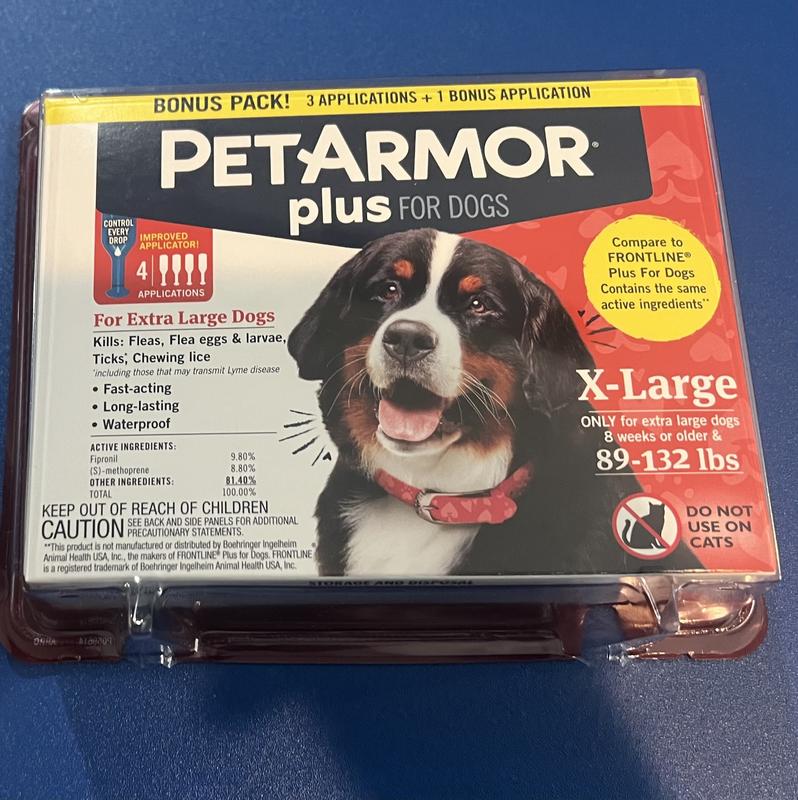 BONUS PACK! 3 APPLICATIONS + 1 BONUS APPLICATION
PETARMOR®
plus FOR DOGS
CONTROL
EVERY
DROP
IMPROVED
APPLICATOR!
4
APPLICATIONS
Compare to
FRONTLINE®
Plus For Dogs
Contains the same
active ingredients**
For Extra Large Dogs
Kills: Fleas, Flea eggs & larvae,
Ticks*, Chewing lice
*including those that may transmit Lyme disease
• Fast-acting
• Long-lasting
• Waterproof
ACTIVE INGREDIENTS:
Fipronil 9.80%
(S)-methoprene 8.80%
OTHER INGREDIENTS: 81.40%
TOTAL 100.00%
X-Large
ONLY for extra large dogs
8 weeks or older &
89-132 lbs
DO NOT
USE ON
CATS
KEEP OUT OF REACH OF CHILDREN
CAUTION SEE BACK AND SIDE PANELS FOR ADDITIONAL
PRECAUTIONARY STATEMENTS.
**This product is not manufactured or distributed by Boehringer Ingelheim
Animal Health USA, Inc., the makers of FRONTLINE® Plus for Dogs. FRONTLINE®
is a registered trademark of Boehringer Ingelheim Animal Health USA, Inc.
STORAGE AND DISPOSAL